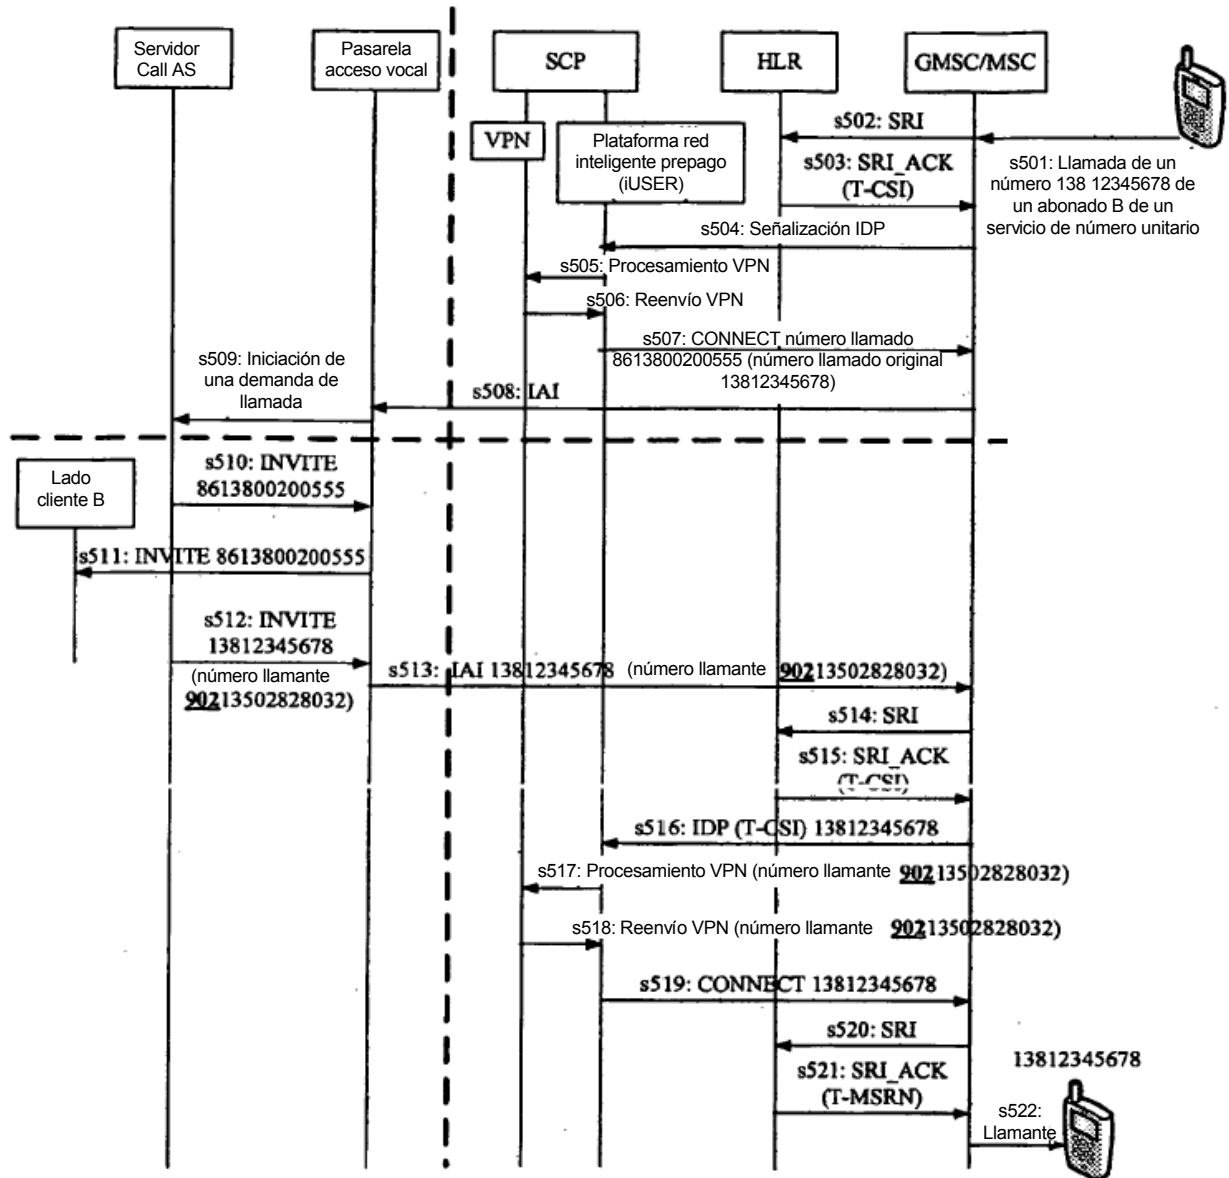 Servidor
Call AS
Pasarela
acceso vocal
SCP
HLR
GMSC/MSC
VPN
Plataforma red
inteligente prepago
(iUSER)
s502: SRI
s503: SRI_ACK
(T-CSI)
s501: Llamada de un
número 138 12345678 de
un abonado B de un
servicio de número unitario
s504: Señalización IDP
s505: Procesamiento VPN
s506: Reenvío VPN
s507: CONNECT número llamado
8613800200555 (número llamado original
13812345678)
s509: Iniciación de
una demanda de
llamada
s508: IAI
Lado
cliente B
s510: INVITE
8613800200555
s511: INVITE 8613800200555
s512: INVITE
13812345678
(número llamante
90213502828032)
s513: IAI 13812345678 (número llamante 90213502828032)
s514: SRI
s515: SRI_ACK
(T-CSI)
s516: IDP (T-CSI) 13812345678
s517: Procesamiento VPN (número llamante 90213502828032)
s518: Reenvío VPN (número llamante 90213502828032)
s519: CONNECT 13812345678
s520: SRI
s521: SRI_ACK
(T-MSRN)
13812345678
s522:
Llamante